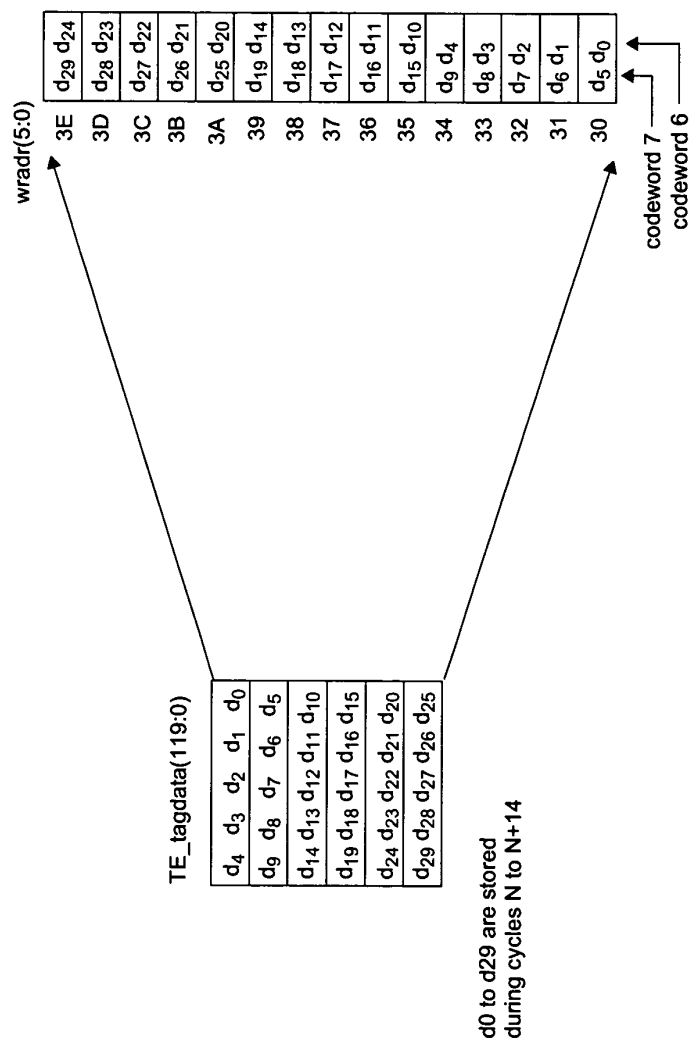 TE_tagdata(119:0)
d4 d3 d2 d1 d0
d9 d8 d7 d6 d5
d14 d13 d12 d11 d10
d19 d18 d17 d16 d15
d24 d23 d22 d21 d20
d29 d28 d27 d26 d25
d0 to d29 are stored
during cycles N to N+14
wradr(5:0)
3E d29 d24
3D d28 d23
3C d27 d22
3B d26 d21
3A d25 d20
39 d19 d14
38 d18 d13
37 d17 d12
36 d16 d11
35 d15 d10
34 d9 d4
33 d8 d3
32 d7 d2
31 d6 d1
30 d5 d0
codeword 7
codeword 6